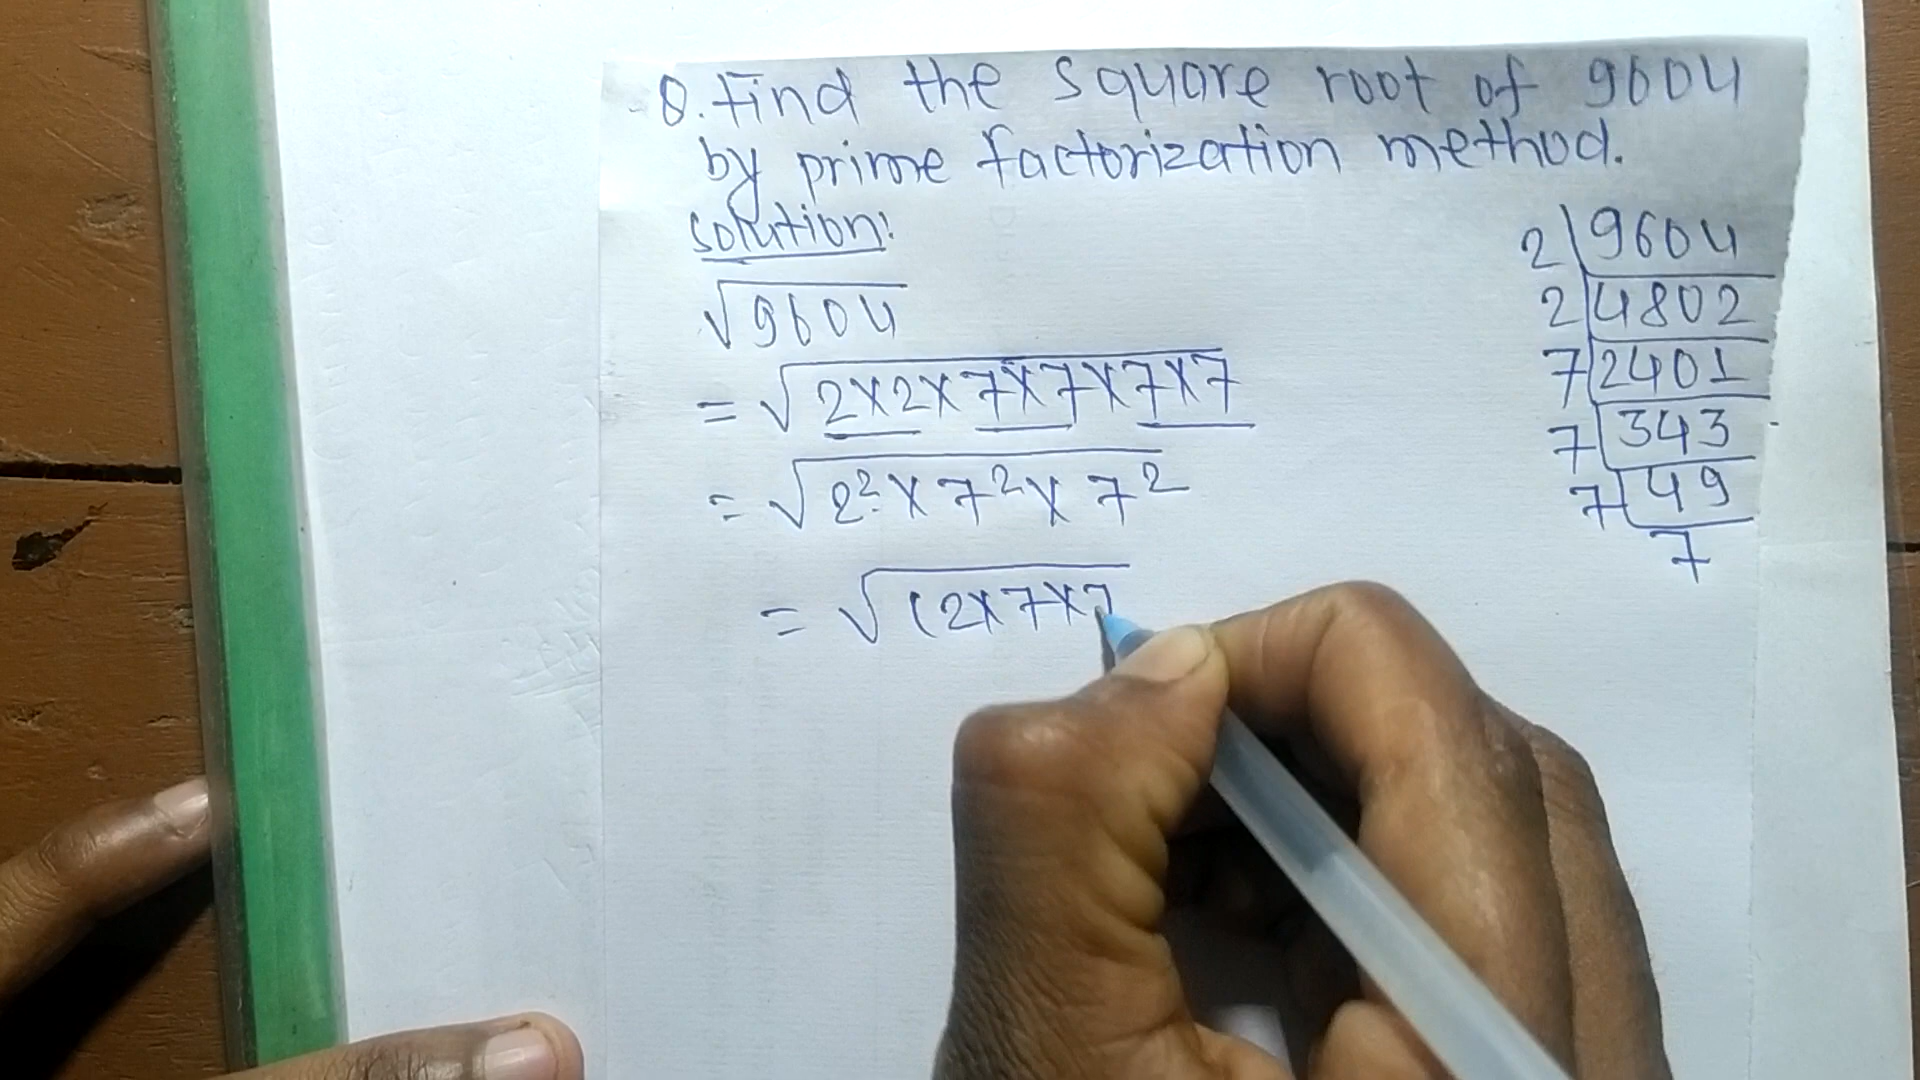 Q. Find the square root of 9604
by prime factorization method.
solution:
√9604
= √2×2×7×7×7×7
= √2²×7²×7²
= √(2×7×7
2 | 9604
2 | 4802
7 | 2401
7 | 343
7 | 49
7